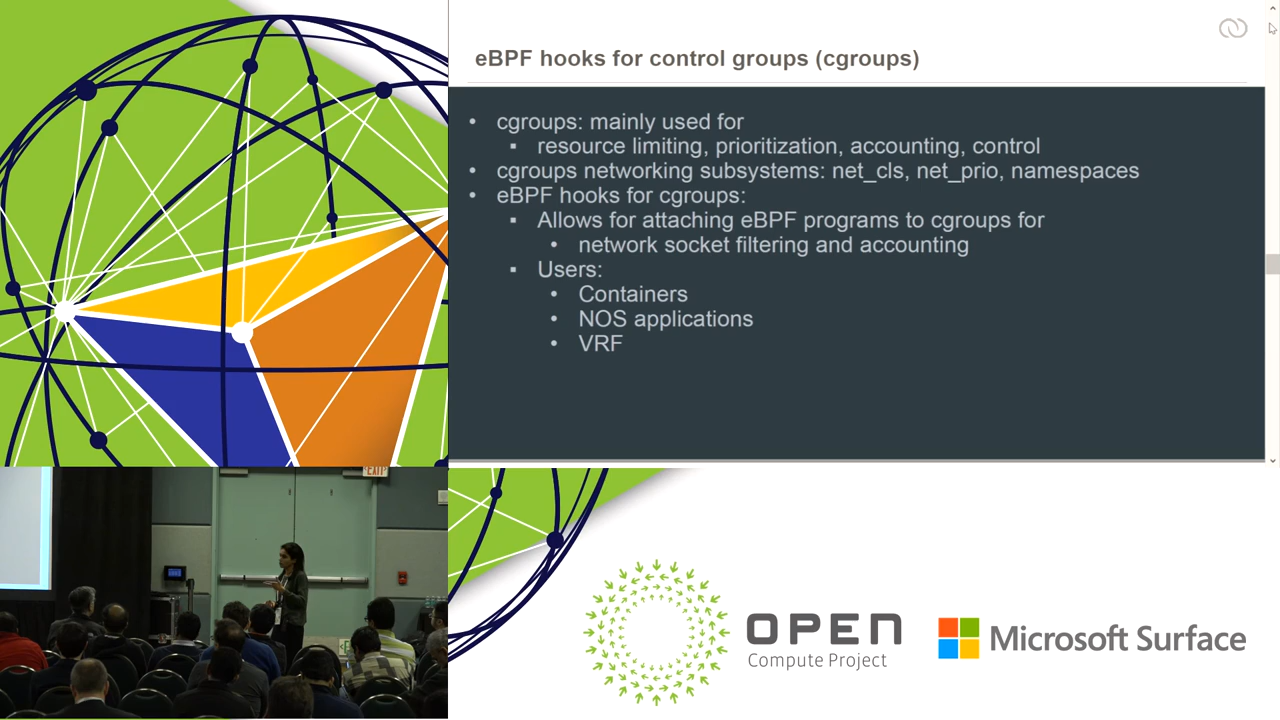 eBPF hooks for control groups (cgroups)
• cgroups: mainly used for
▪ resource limiting, prioritization, accounting, control
• cgroups networking subsystems: net_cls, net_prio, namespaces
• eBPF hooks for cgroups:
▪ Allows for attaching eBPF programs to cgroups for
• network socket filtering and accounting
▪ Users:
• Containers
• NOS applications
• VRF
EXIT
OPEN
Compute Project
Microsoft Surface